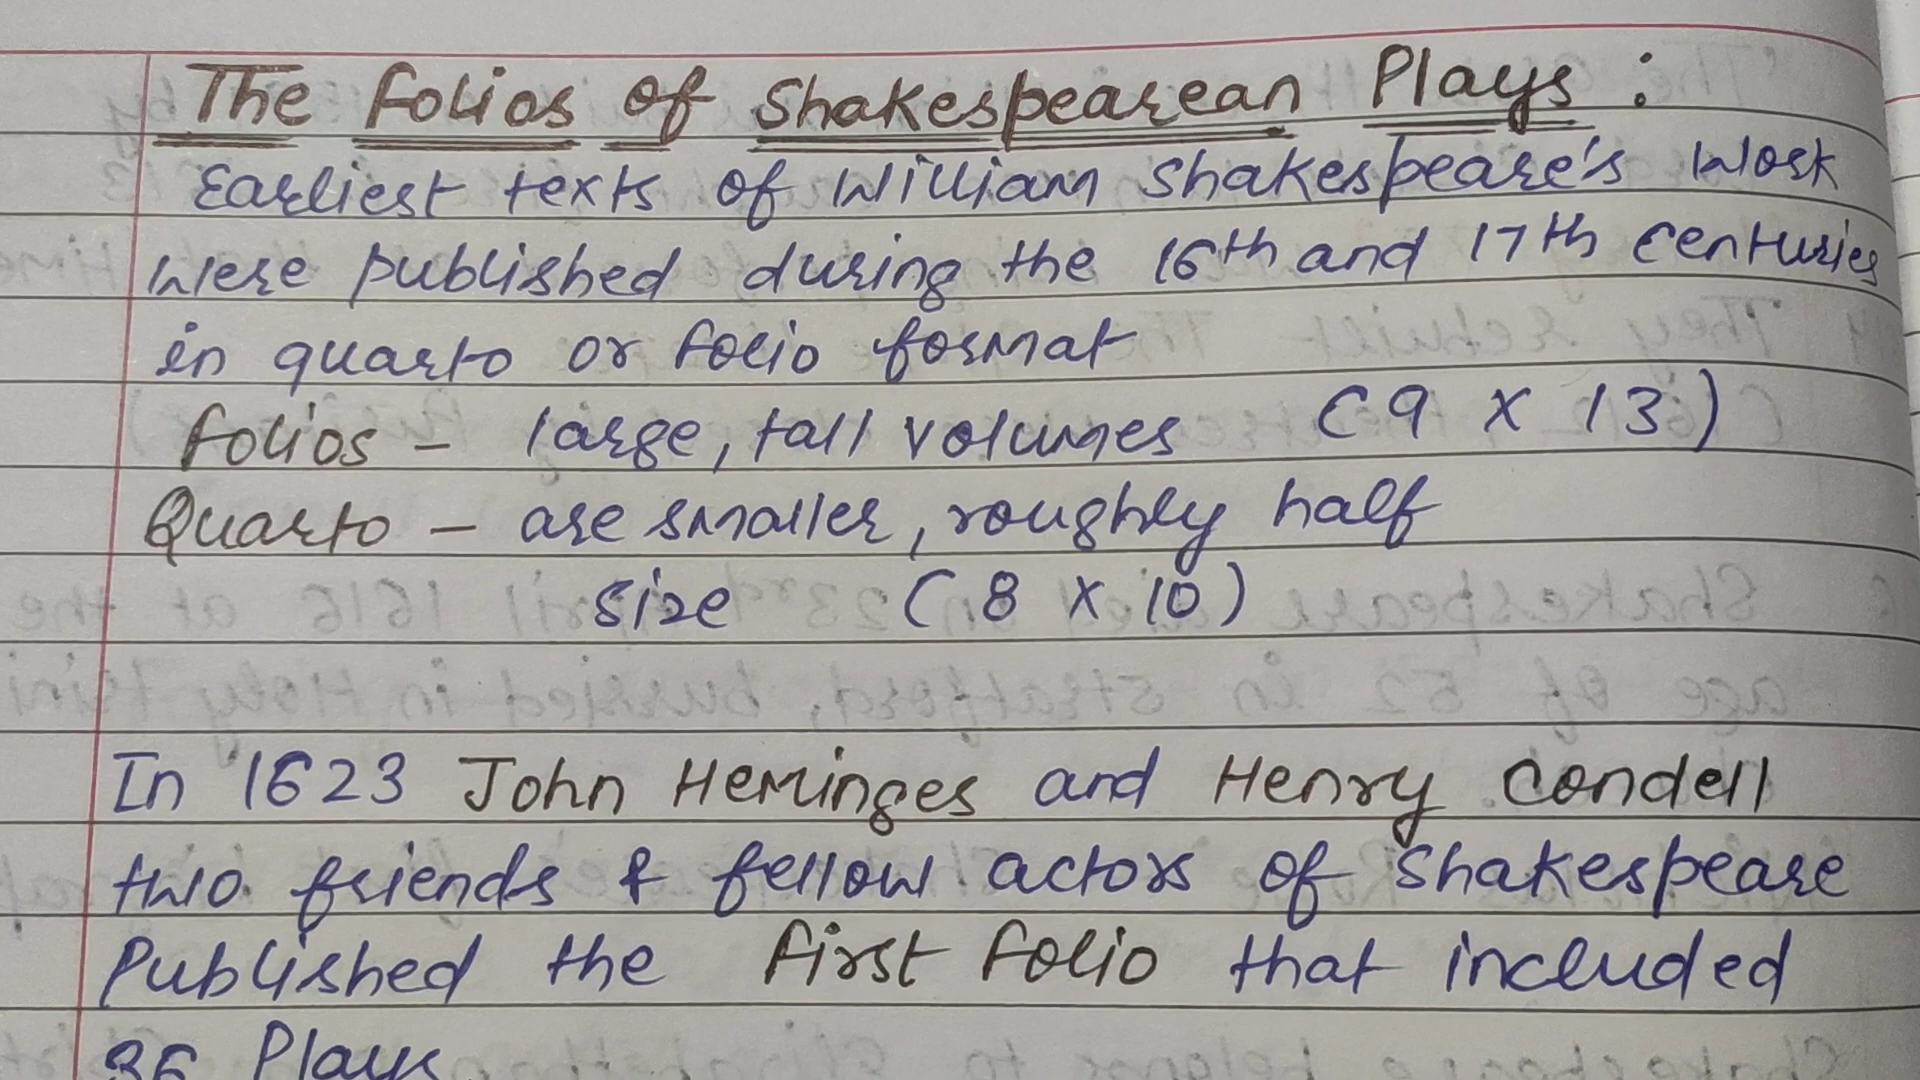 The Folios of Shakespearean Plays :
Earliest texts of William Shakespeare's work
were published during the 16th and 17th centuries
in quarto or folio format
Folios - large, tall volumes (9 X 13)
Quarto - are smaller, roughly half
size (8 X 10)
In 1623 John Heminges and Henry Condell
two friends & fellow actors of Shakespeare
Published the First Folio that included
36 Plays